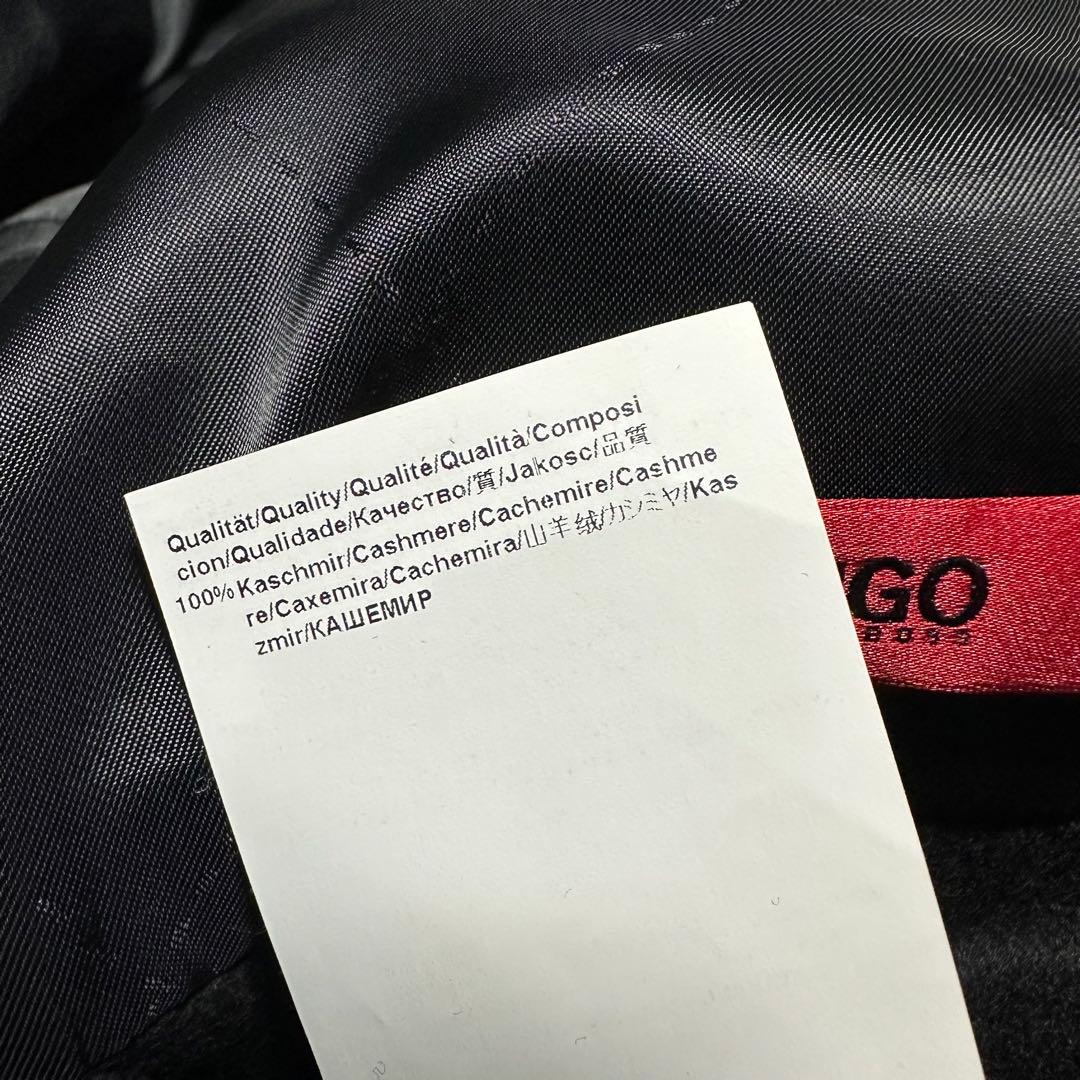 Qualität/Quality/Qualité/Qualità/Composi
cion/Qualidade/Качество/質/Jakosc/品質
100% Kaschmir/Cashmere/Cachemire/Cashme
re/Caxemira/Cachemira/山羊绒/カシミヤ/Kas
zmir/КАШЕМИР
GO
BOSS